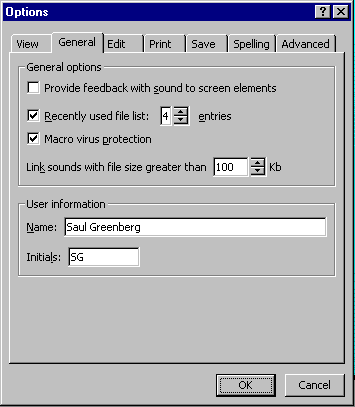 Options
View General Edit Print Save Spelling Advanced
General options
Provide feedback with sound to screen elements
Recently used file list: 4 entries
Macro virus protection
Link sounds with file size greater than 100 Kb
User information
Name: Saul Greenberg
Initials: SG
OK Cancel